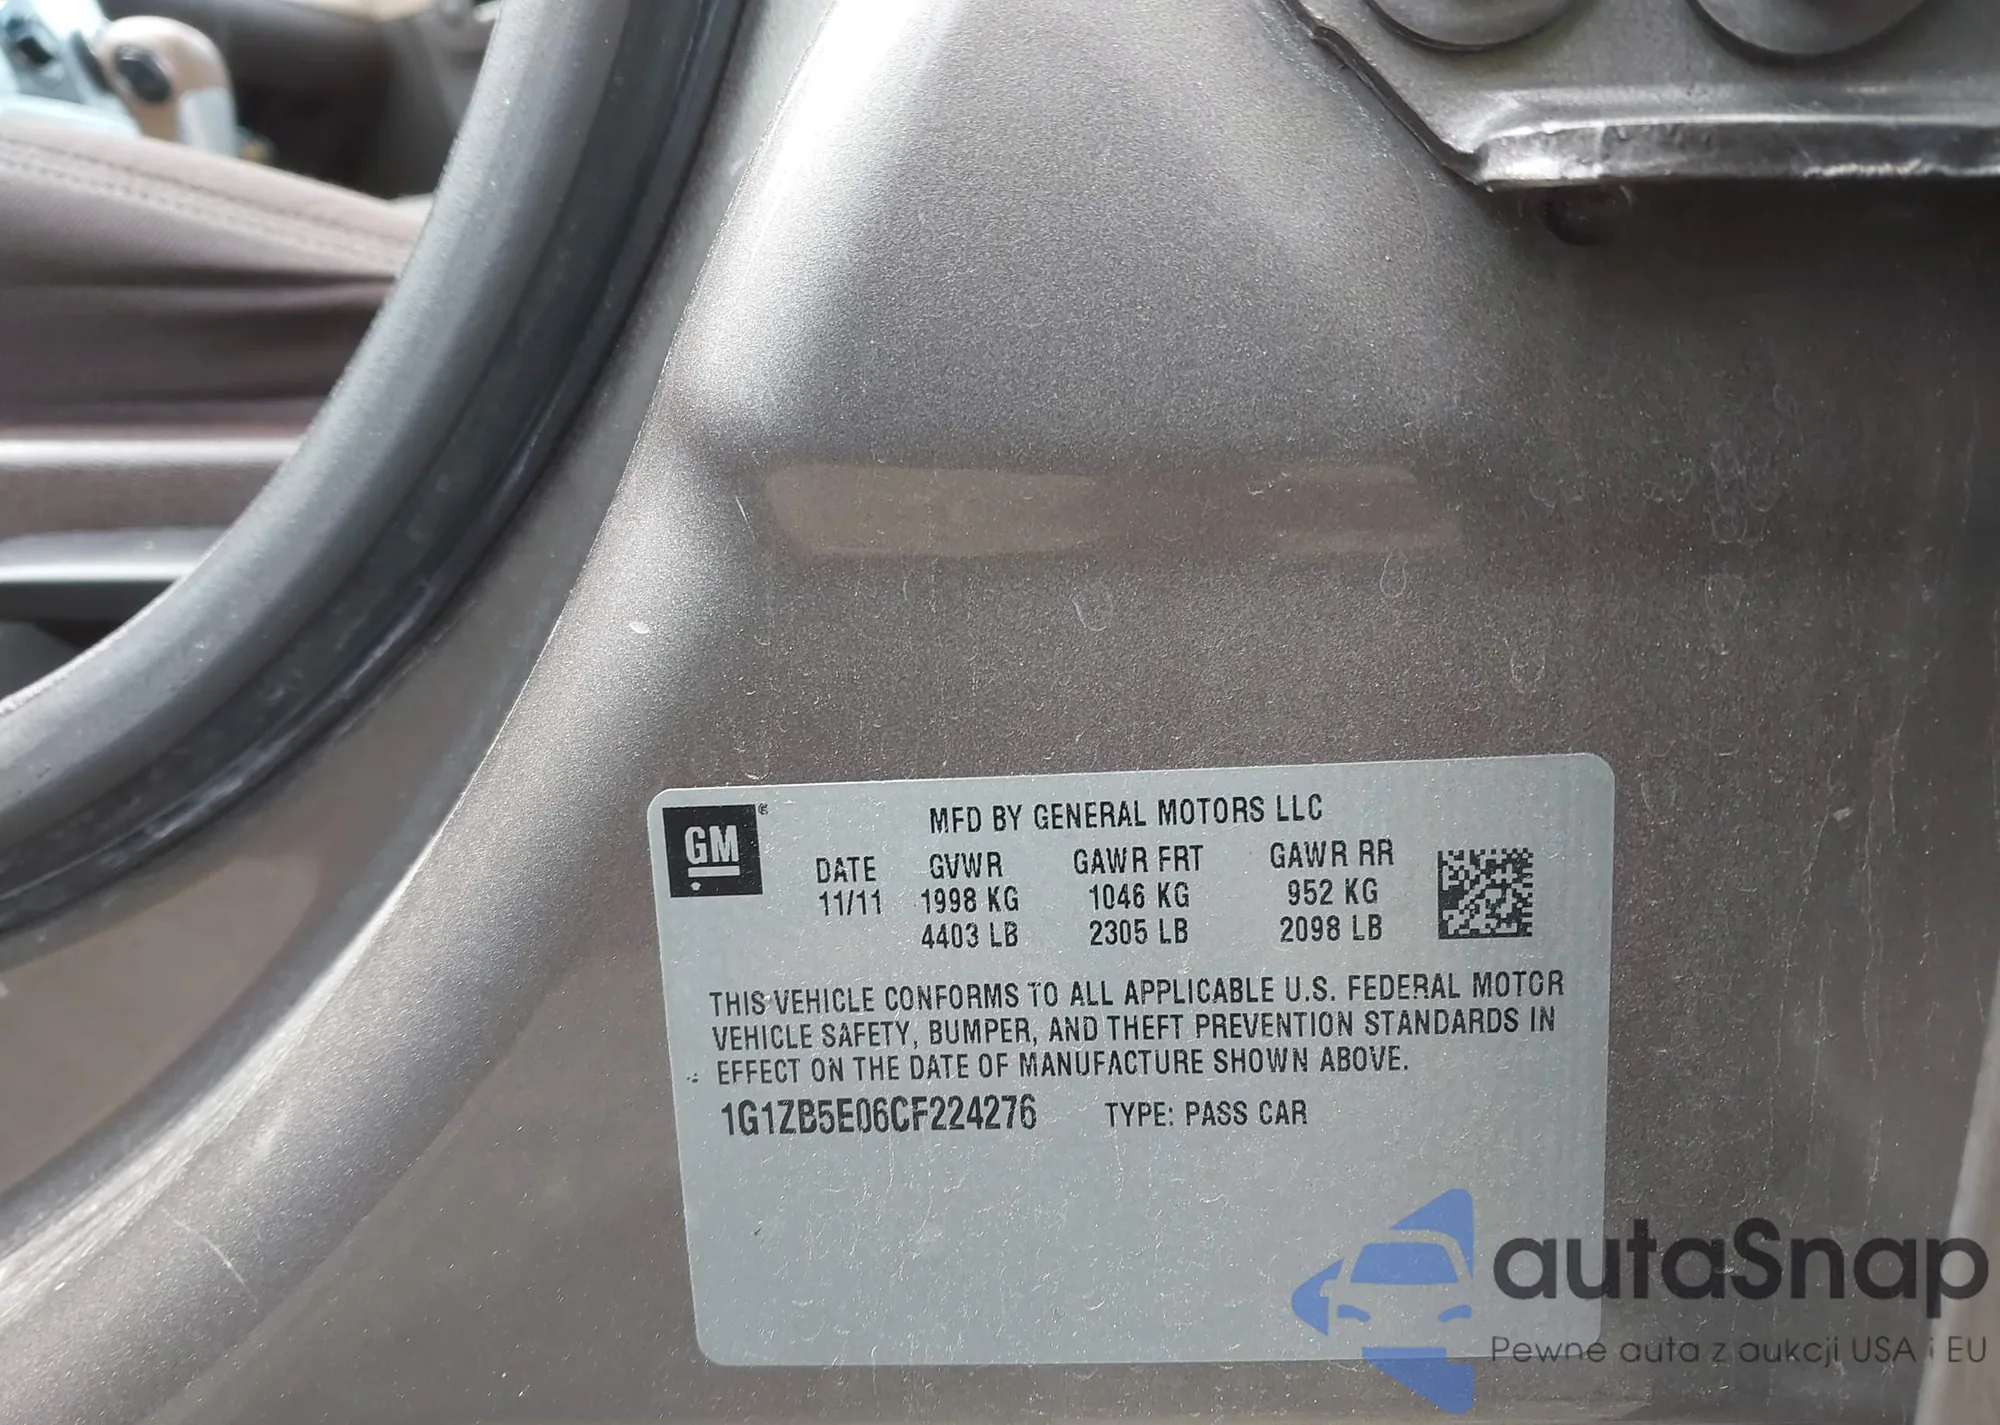 GM
MFD BY GENERAL MOTORS LLC
DATE GVWR GAWR FRT GAWR RR
11/11 1998 KG 1046 KG 952 KG
4403 LB 2305 LB 2098 LB
THIS VEHICLE CONFORMS TO ALL APPLICABLE U.S. FEDERAL MOTOR
VEHICLE SAFETY, BUMPER, AND THEFT PREVENTION STANDARDS IN
EFFECT ON THE DATE OF MANUFACTURE SHOWN ABOVE.
1G1ZB5E06CF224276 TYPE: PASS CAR
autaSnap
Pewne auta z aukcji USA i EU